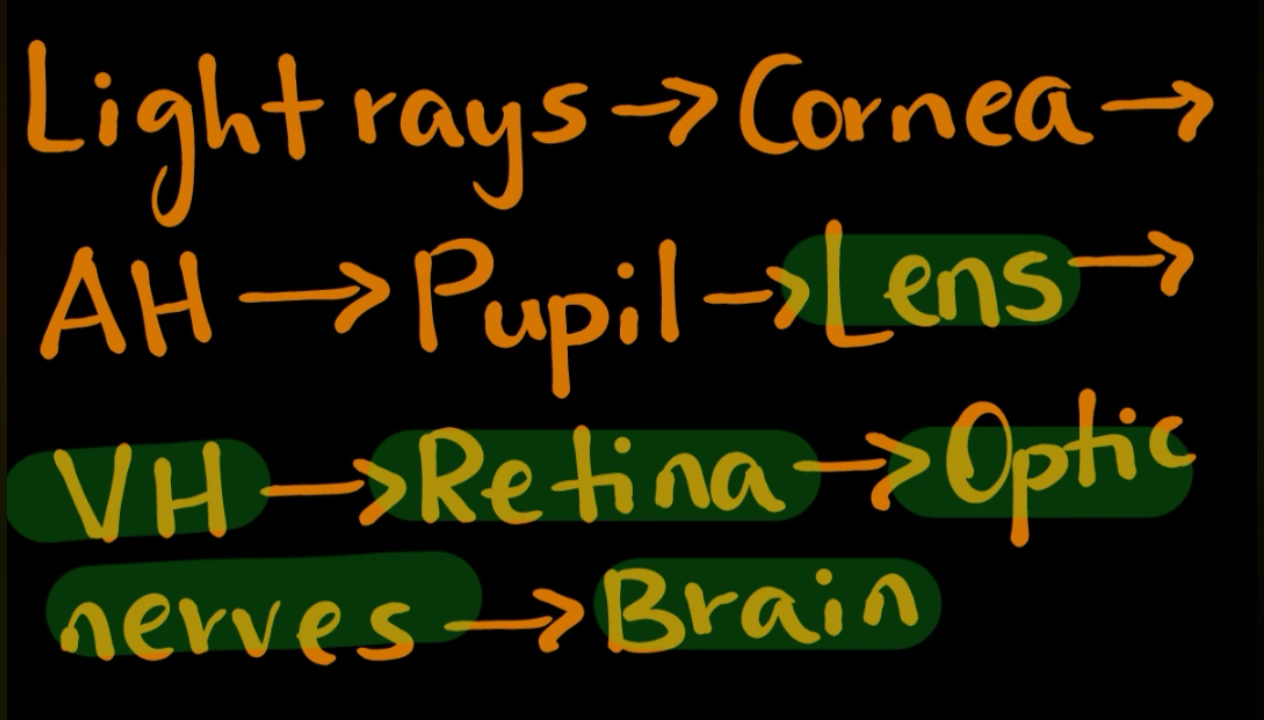 Light rays → Cornea →
AH → Pupil → Lens →
VH → Retina → Optic
nerves → Brain